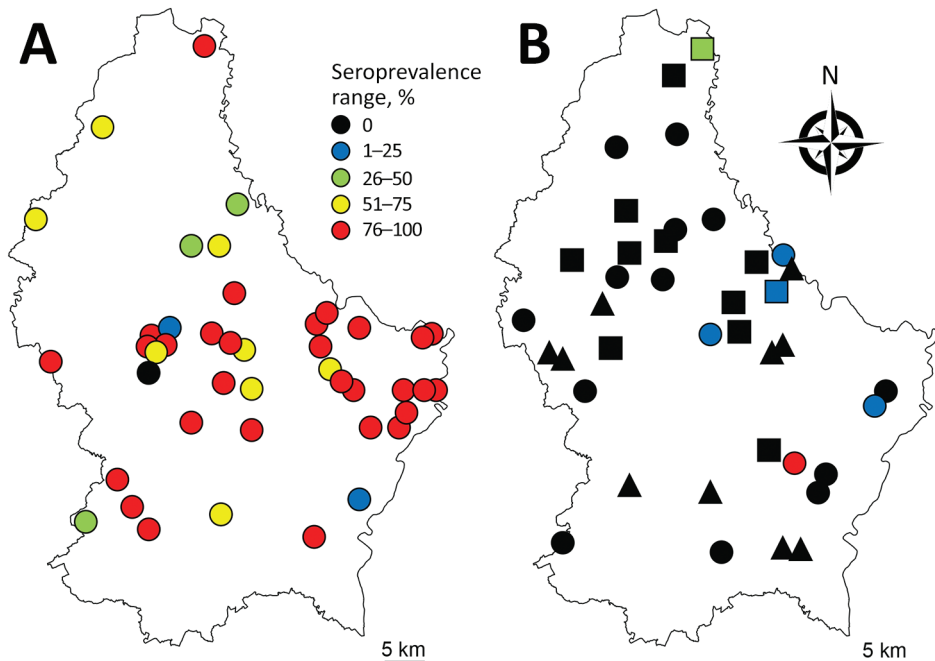 A
B
Seroprevalence
range, %
0
1–25
26–50
51–75
76–100
N
5 km
5 km